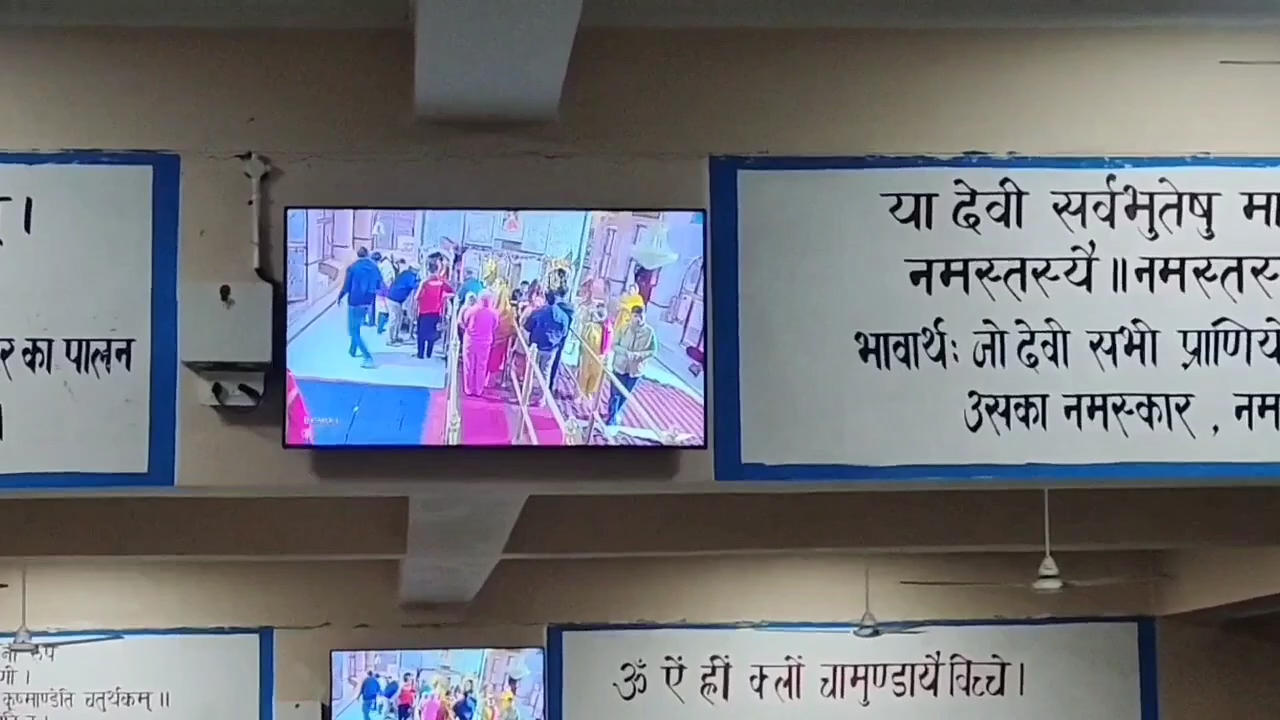 ।
र का पालन
।
या देवी सर्वभुतेषु मा
नमस्तस्यै ॥ नमस्तस्
भावार्थः जो देवी सभी प्राणिये
उसका नमस्कार , नम
रूप
णी ।
कुष्माण्डेति चतुर्थकम् ॥
ॐ ऐं ह्रीं क्लों चामुण्डायै विच्चे ।